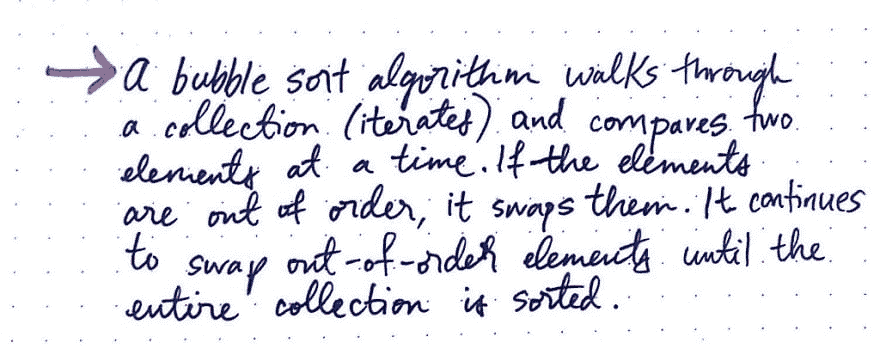 → a bubble sort algorithm walks through
a collection (iterates) and compares two
elements at a time. If the elements
are out of order, it swaps them. It continues
to swap out-of-order elements until the
entire collection is sorted.